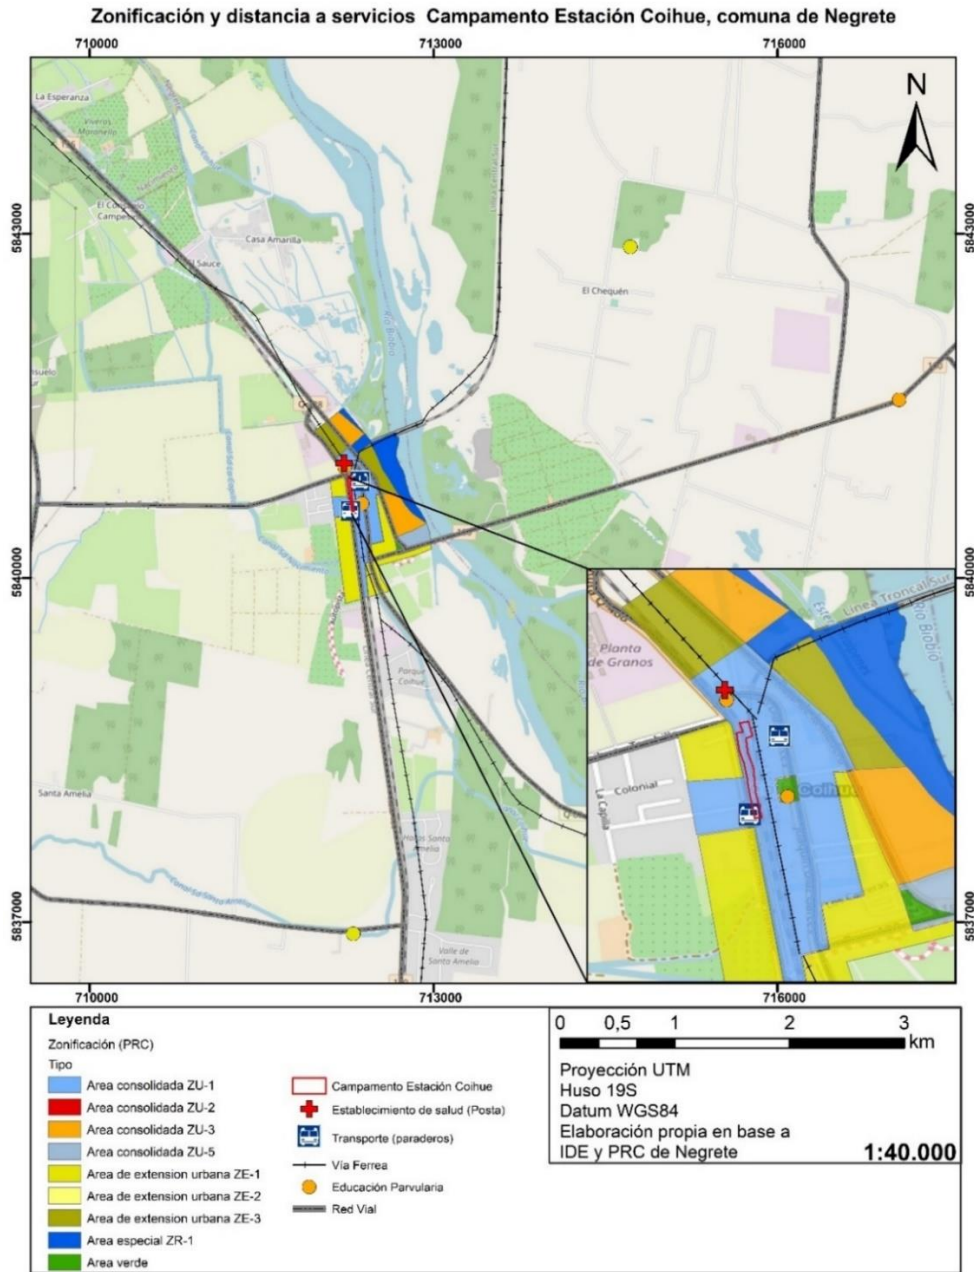 Zonificación y distancia a servicios Campamento Estación Coihue, comuna de Negrete
710000 713000 716000
N
La Esperanza
5843000 5843000
Casa Amarilla
El Sauce
Río Biobío
El Chequén
5840000 5840000
Línea Troncal Sur
Río Biobío
Planta de Granos
Parque Coihue
Colonial
La Capilla
Coihue
Santa Amelia
5837000 5837000
Valle de Santa Amelia
710000 713000 716000
Leyenda
Zonificación (PRC)
Tipo
Area consolidada ZU-1
Area consolidada ZU-2
Area consolidada ZU-3
Area consolidada ZU-5
Area de extension urbana ZE-1
Area de extension urbana ZE-2
Area de extension urbana ZE-3
Area especial ZR-1
Area verde
Campamento Estación Coihue
Establecimiento de salud (Posta)
Transporte (paraderos)
Vía Ferrea
Educación Parvularia
Red Vial
0 0,5 1 2 3
km
Proyección UTM
Huso 19S
Datum WGS84
Elaboración propia en base a
IDE y PRC de Negrete
1:40.000